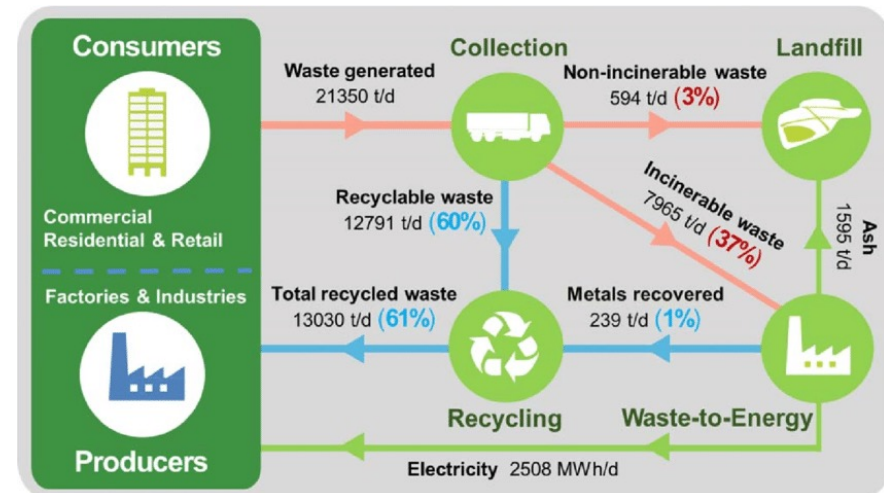 Consumers
Commercial
Residential & Retail
Factories & Industries
Producers
Waste generated
21350 t/d
Collection
Non-incinerable waste
594 t/d (3%)
Landfill
Recyclable waste
12791 t/d (60%)
Incinerable waste
7965 t/d (37%)
Ash
1595 t/d
Total recycled waste
13030 t/d (61%)
Metals recovered
239 t/d (1%)
Recycling
Waste-to-Energy
Electricity 2508 MWh/d